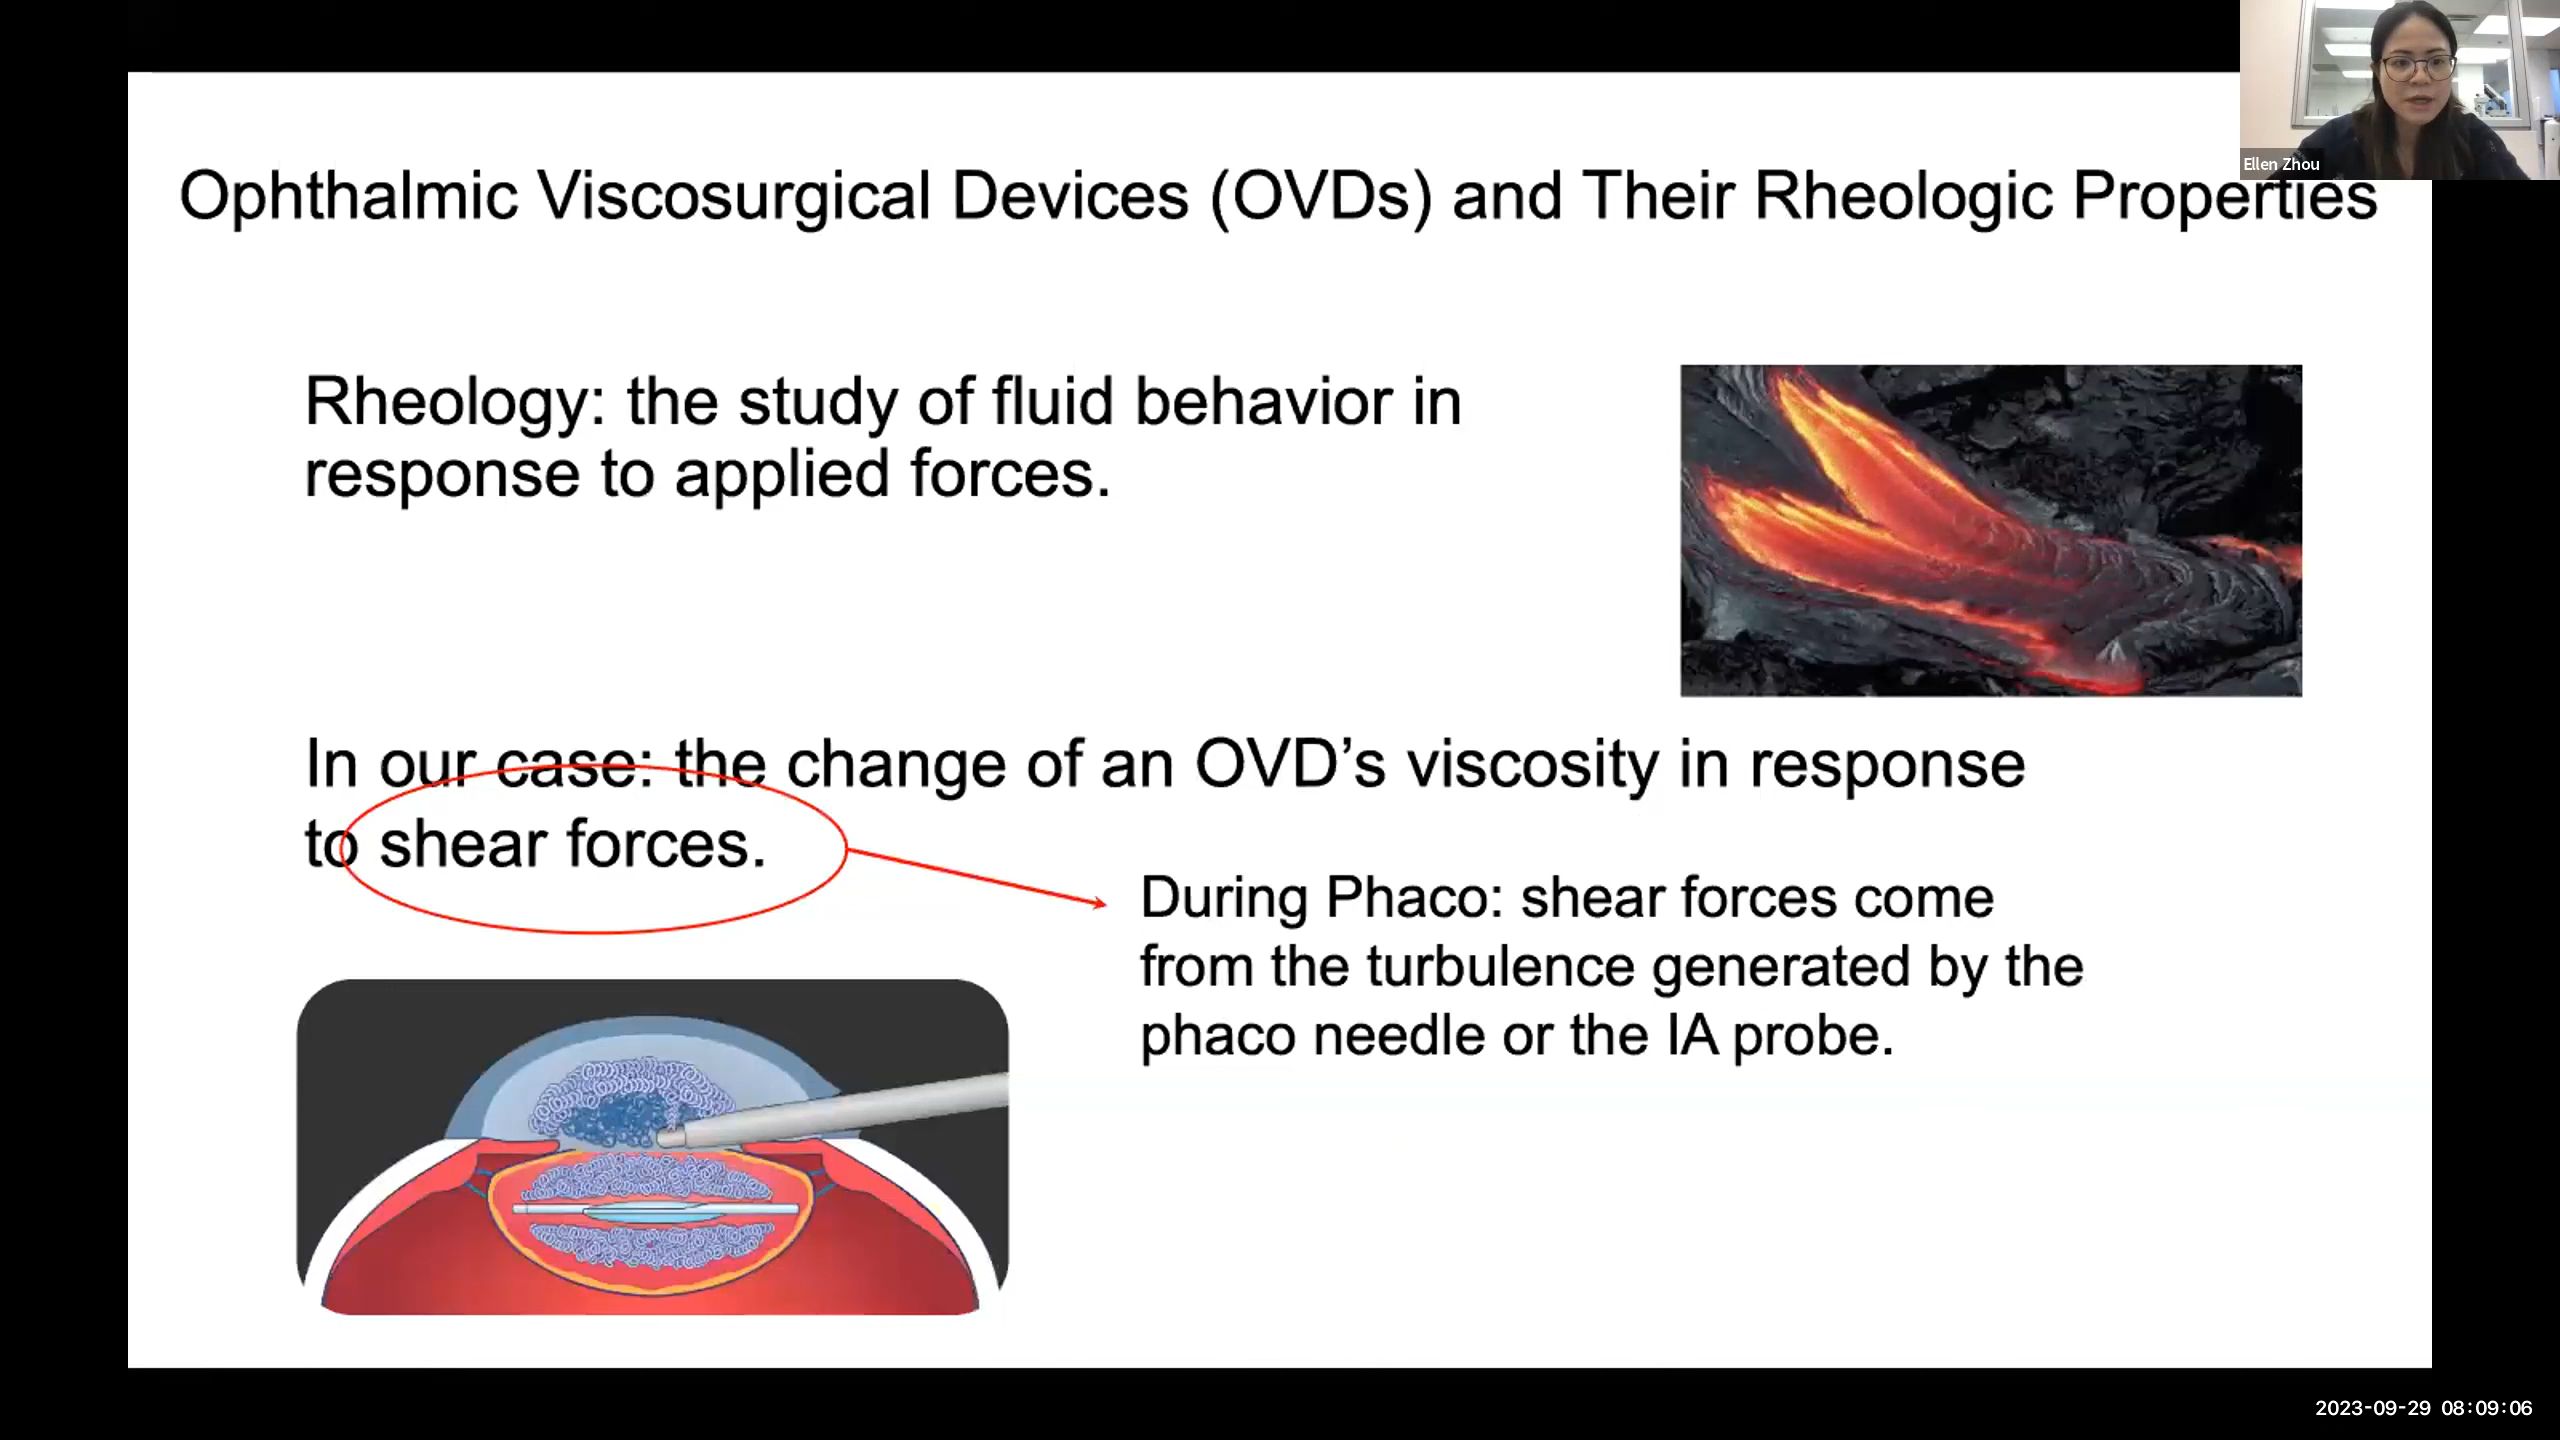 Ellen Zhou
Ophthalmic Viscosurgical Devices (OVDs) and Their Rheologic Properties
Rheology: the study of fluid behavior in
response to applied forces.
In our case: the change of an OVD’s viscosity in response
to shear forces.
During Phaco: shear forces come
from the turbulence generated by the
phaco needle or the IA probe.
2023-09-29 08:09:06